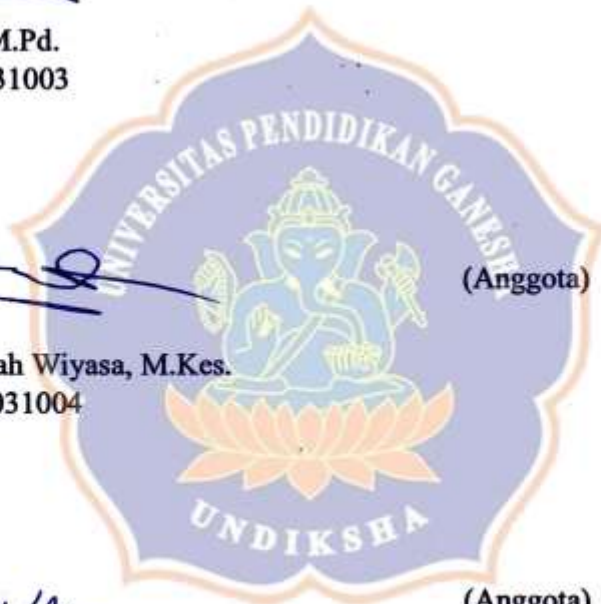 M.Pd.
31003
UNIVERSITAS PENDIDIKAN GANESHA
(Anggota)
ah Wiyasa, M.Kes.
031004
UNDIKSHA
(Anggota)